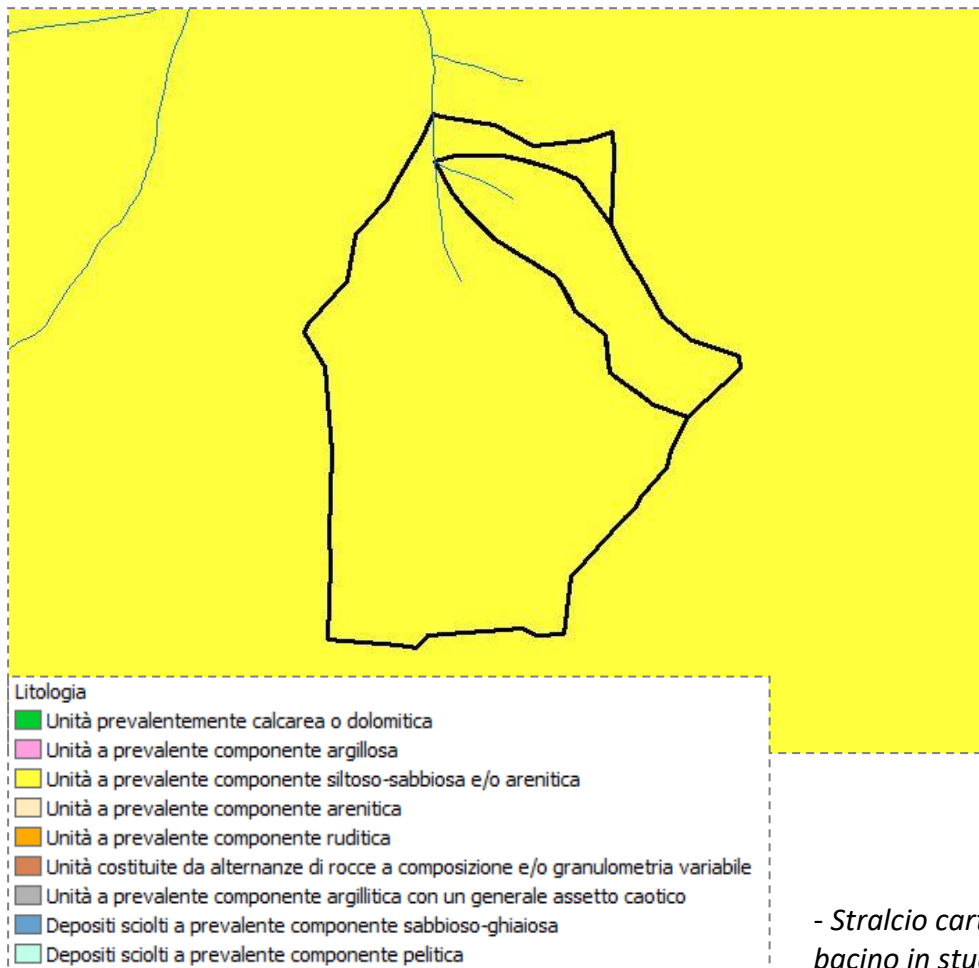 Litologia
Unità prevalentemente calcarea o dolomitica
Unità a prevalente componente argillosa
Unità a prevalente componente siltoso-sabbiosa e/o arenitica
Unità a prevalente componente arenitica
Unità a prevalente componente ruditica
Unità costituite da alternanze di rocce a composizione e/o granulometria variabile
Unità a prevalente componente argillitica con un generale assetto caotico
Depositi sciolti a prevalente componente sabbioso-ghiaiosa
Depositi sciolti a prevalente componente pelitica
- Stralcio
bacino in